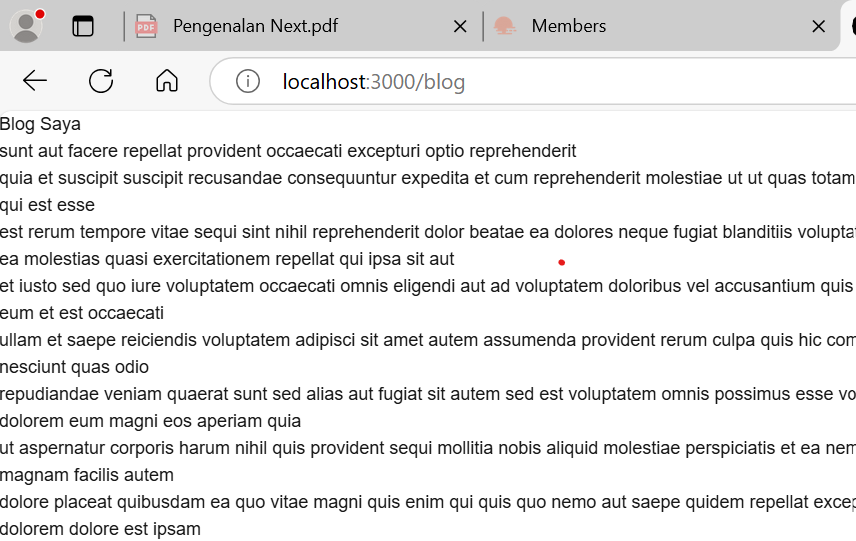 PDF
Pengenalan Next.pdf
Members
localhost:3000/blog
Blog Saya
sunt aut facere repellat provident occaecati excepturi optio reprehenderit
quia et suscipit suscipit recusandae consequuntur expedita et cum reprehenderit molestiae ut ut quas totam
qui est esse
est rerum tempore vitae sequi sint nihil reprehenderit dolor beatae ea dolores neque fugiat blanditiis volupta
ea molestias quasi exercitationem repellat qui ipsa sit aut
et iusto sed quo iure voluptatem occaecati omnis eligendi aut ad voluptatem doloribus vel accusantium quis
eum et est occaecati
ullam et saepe reiciendis voluptatem adipisci sit amet autem assumenda provident rerum culpa quis hic com
nesciunt quas odio
repudiandae veniam quaerat sunt sed alias aut fugiat sit autem sed est voluptatem omnis possimus esse vo
dolorem eum magni eos aperiam quia
ut aspernatur corporis harum nihil quis provident sequi mollitia nobis aliquid molestiae perspiciatis et ea nem
magnam facilis autem
dolore placeat quibusdam ea quo vitae magni quis enim qui quis quo nemo aut saepe quidem repellat excep
dolorem dolore est ipsam